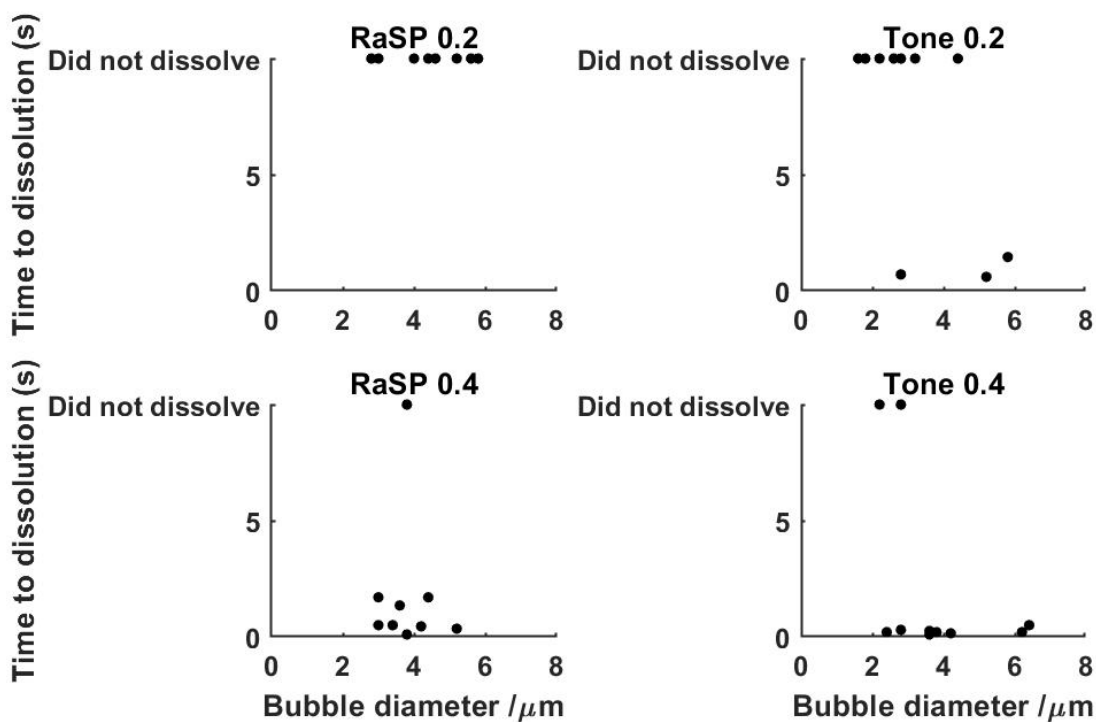 RaSP 0.2
Did not dissolve
Time to dissolution (s)
5
0
0 2 4 6 8
Tone 0.2
Did not dissolve
5
0
0 2 4 6 8
RaSP 0.4
Did not dissolve
Time to dissolution (s)
5
0
0 2 4 6 8
Bubble diameter /μm
Tone 0.4
Did not dissolve
5
0
0 2 4 6 8
Bubble diameter /μm